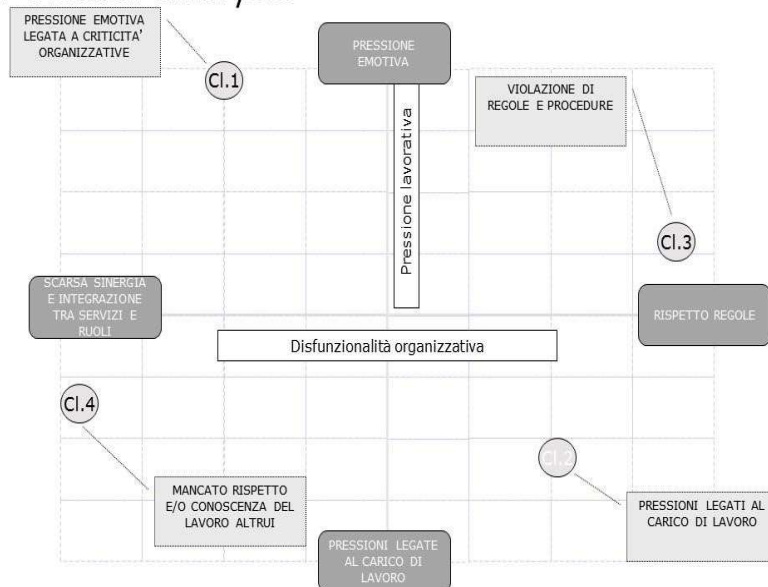 PRESSIONE EMOTIVA
LEGATA A CRITICITA'
ORGANIZZATIVE
Cl.1
PRESSIONE
EMOTIVA
VIOLAZIONE DI
REGOLE E PROCEDURE
Pressione lavorativa
Cl.3
SCARSA SINERGIA
E INTEGRAZIONE
TRA SERVIZI E
RUOLI
RISPETTO REGOLE
Disfunzionalità organizzativa
Cl.4
Cl.2
MANCATO RISPETTO
E/O CONOSCENZA DEL
LAVORO ALTRUI
PRESSIONI LEGATI AL
CARICO DI LAVORO
PRESSIONI LEGATE
AL CARICO DI
LAVORO